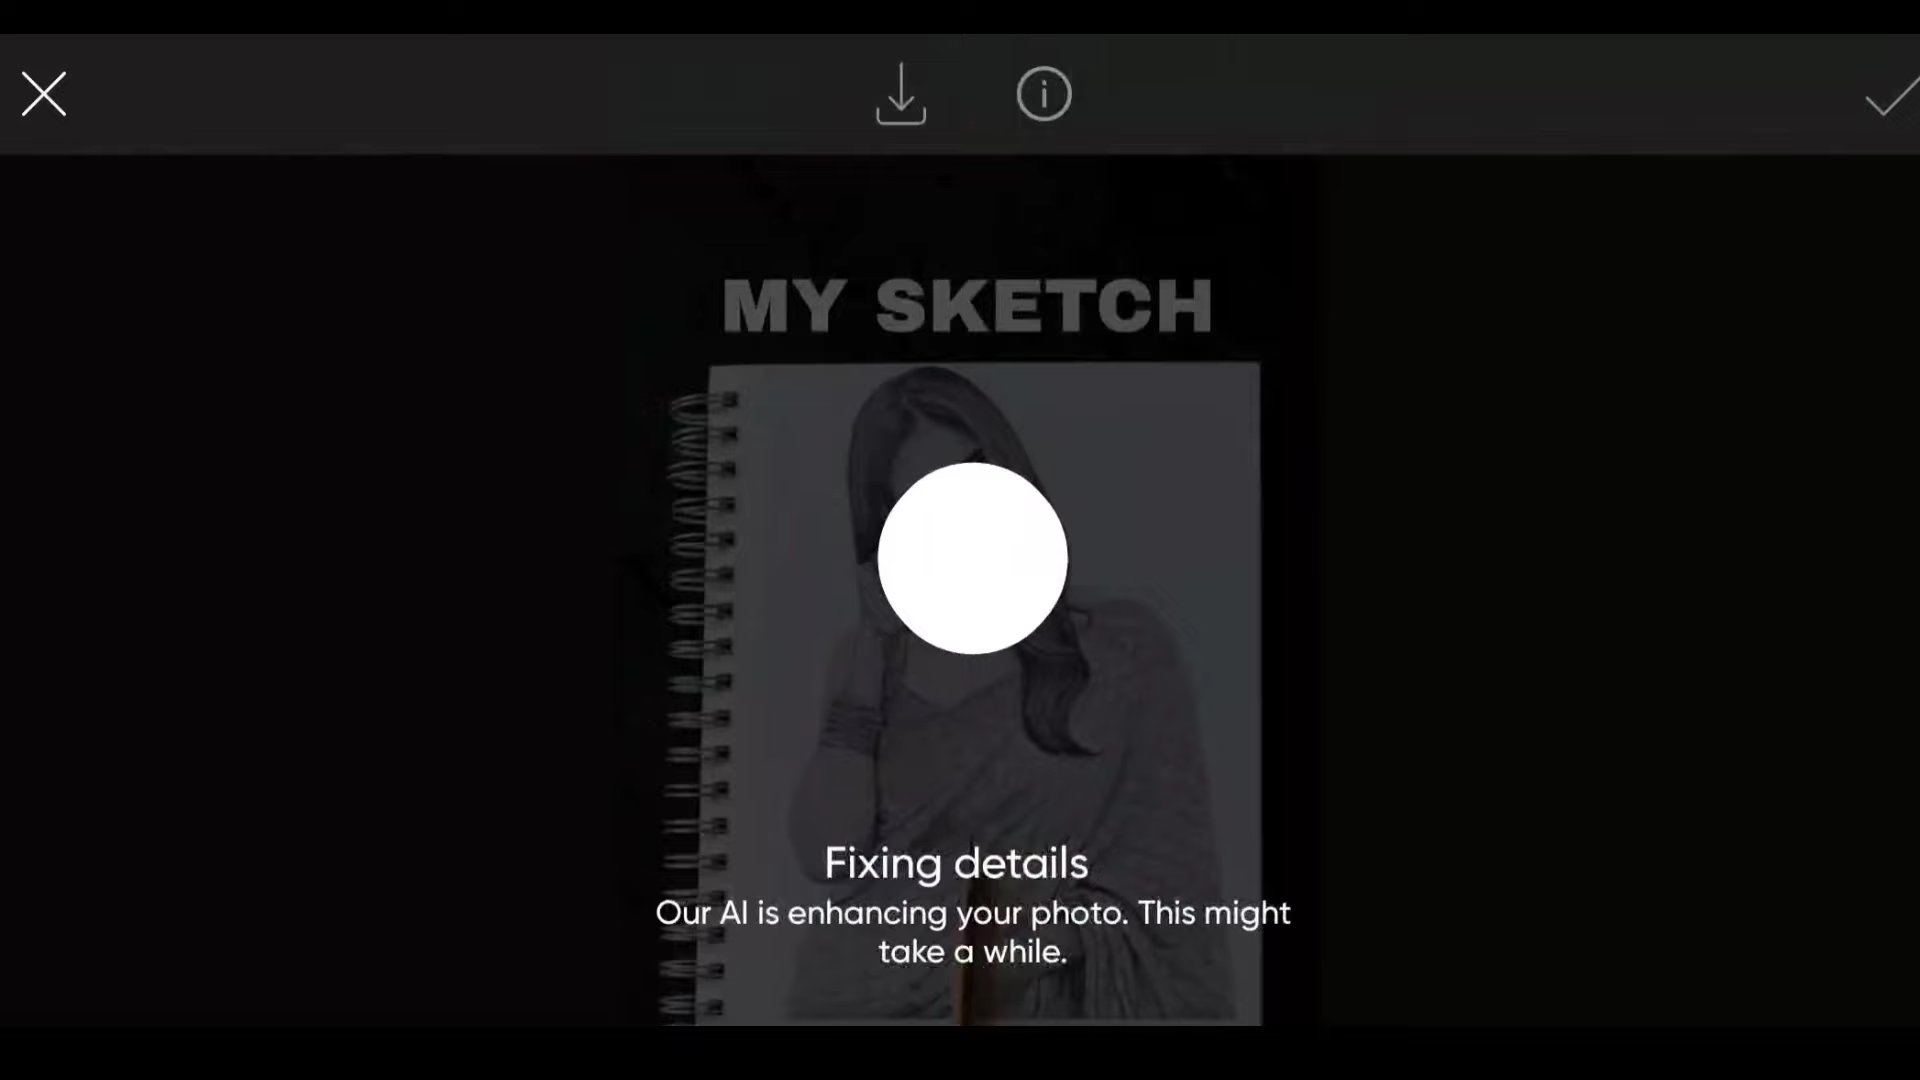 MY SKETCH
Fixing details
Our AI is enhancing your photo. This might
take a while.